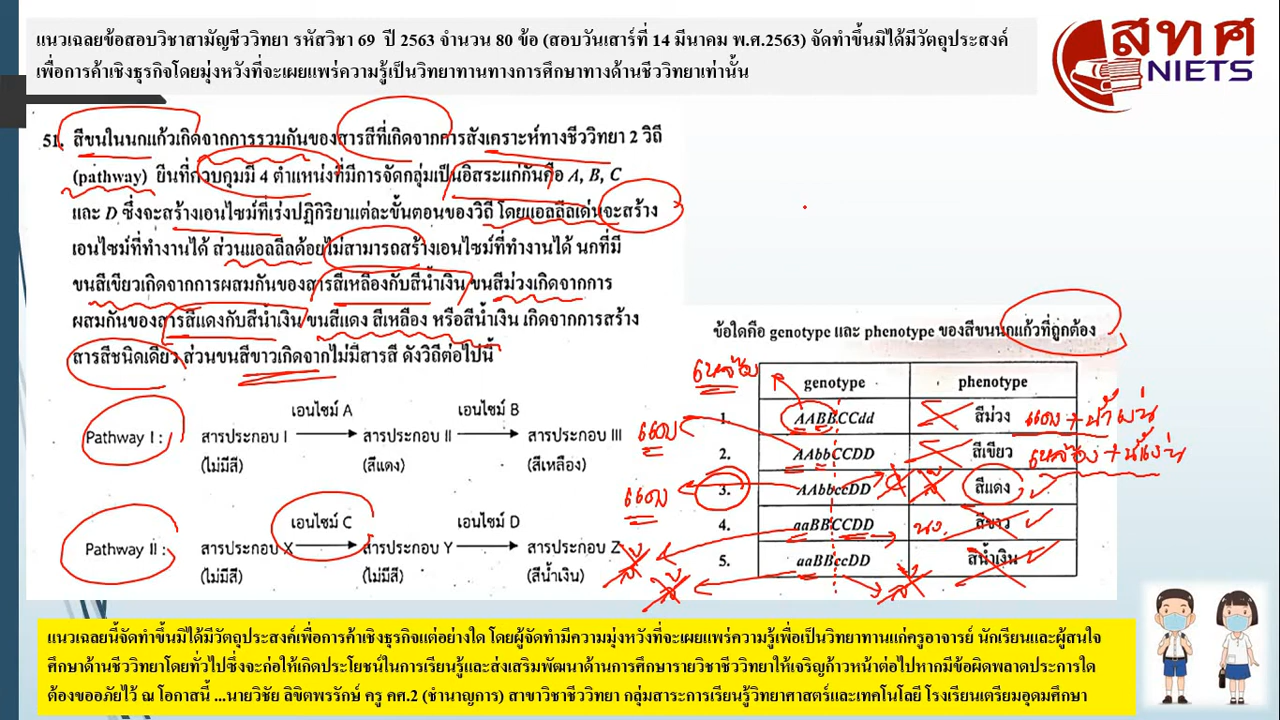 แนวเฉลยข้อสอบวิชาสามัญชีววิทยา รหัสวิชา 69 ปี 2563 จำนวน 80 ข้อ (สอบวันเสาร์ที่ 14 มีนาคม พ.ศ.2563) จัดทำขึ้นมิได้มีวัตถุประสงค์
เพื่อการค้าเชิงธุรกิจโดยมุ่งหวังที่จะเผยแพร่ความรู้เป็นวิทยาทานทางการศึกษาทางด้านชีววิทยาเท่านั้น
สทศ
NIETS
51. สีขนในนกแก้วเกิดจากการรวมกันของสารสีที่เกิดจากการสังเคราะห์ทางชีววิทยา 2 วิถี
(pathway) ยีนที่ควบคุมมี 4 ตำแหน่งที่มีการจัดกลุ่มเป็นอิสระแก่กันคือ A, B, C
และ D ซึ่งจะสร้างเอนไซม์ที่เร่งปฏิกิริยาแต่ละขั้นตอนของวิถี โดยแอลลีลเด่นจะสร้าง
เอนไซม์ที่ทำงานได้ ส่วนแอลลีลด้อยไม่สามารถสร้างเอนไซม์ที่ทำงานได้ นกที่มี
ขนสีเขียวเกิดจากการผสมกันของสารสีเหลืองกับสีน้ำเงิน ขนสีม่วงเกิดจากการ
ผสมกันของสารสีแดงกับสีน้ำเงิน ขนสีแดง สีเหลือง หรือสีน้ำเงิน เกิดจากการสร้าง
สารสีชนิดเดียว ส่วนขนสีขาวเกิดจากไม่มีสารสี ดังวิถีต่อไปนี้
เอนไซม์ A เอนไซม์ B
Pathway I : สารประกอบ I สารประกอบ II สารประกอบ III
(ไม่มีสี) (สีแดง) (สีเหลือง)
เอนไซม์ C เอนไซม์ D
Pathway II : สารประกอบ X สารประกอบ Y สารประกอบ Z
(ไม่มีสี) (ไม่มีสี) (สีน้ำเงิน)
ข้อใดคือ genotype และ phenotype ของสีขนนกแก้วที่ถูกต้อง
เหลือง
genotype phenotype
1. AABBCCdd สีม่วง แดง +
แดง 2. AAbbCCDD สีเขียว เหลือง +
แดง 3. AAbbccDD สีแดง
4. aaBBCCDD นง. สีขาว
5. aaBBccDD สีน้ำเงิน
แนวเฉลยนี้จัดทำขึ้นมิได้มีวัตถุประสงค์เพื่อการค้าเชิงธุรกิจแต่อย่างใด โดยผู้จัดทำมีความมุ่งหวังที่จะเผยแพร่ความรู้เพื่อเป็นวิทยาทานแก่ครูอาจารย์ นักเรียนและผู้สนใจ
ศึกษาด้านชีววิทยาโดยทั่วไปซึ่งจะก่อให้เกิดประโยชน์ในการเรียนรู้และส่งเสริมพัฒนาด้านการศึกษารายวิชาชีววิทยาให้เจริญก้าวหน้าต่อไปหากมีข้อผิดพลาดประการใด
ต้องขออภัยไว้ ณ โอกาสนี้ ...นายวิชัย ลิขิตพรรักษ์ ครู คศ.2 (ชำนาญการ) สาขาวิชาชีววิทยา กลุ่มสาระการเรียนรู้วิทยาศาสตร์และเทคโนโลยี โรงเรียนเตรียมอุดมศึกษา